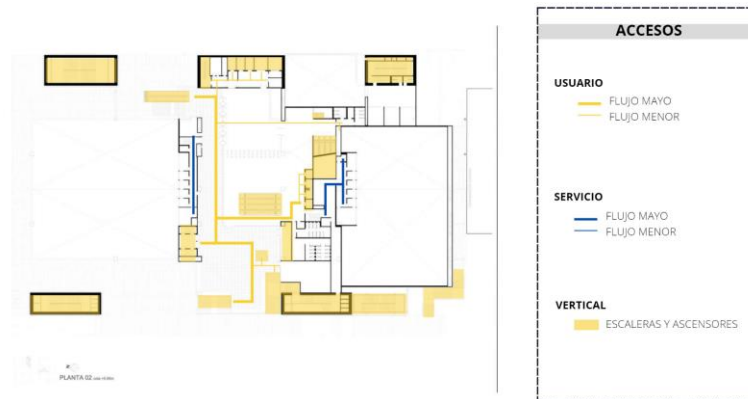 ACCESOS
USUARIO
FLUJO MAYO
FLUJO MENOR
SERVICIO
FLUJO MAYO
FLUJO MENOR
VERTICAL
ESCALERAS Y ASCENSORES
PLANTA 02